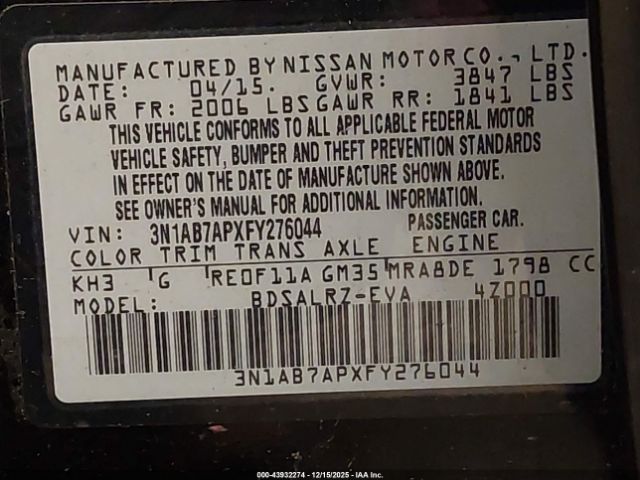 MANUFACTURED BY NISSAN MOTOR CO., LTD.
DATE: 04/15. GVWR: 3847 LBS
GAWR FR: 2006 LBS GAWR RR: 1841 LBS
THIS VEHICLE CONFORMS TO ALL APPLICABLE FEDERAL MOTOR
VEHICLE SAFETY, BUMPER AND THEFT PREVENTION STANDARDS
IN EFFECT ON THE DATE OF MANUFACTURE SHOWN ABOVE.
SEE OWNER'S MANUAL FOR ADDITIONAL INFORMATION.
VIN: 3N1AB7APXFY276044 PASSENGER CAR.
COLOR TRIM TRANS AXLE ENGINE
KH3 G RE0F11A GM35 MRA8DE 1798 CC
MODEL: BDSALRZ-EVA 4Z000
3N1AB7APXFY276044
000-43932274 - 12/15/2025 - IAA Inc.